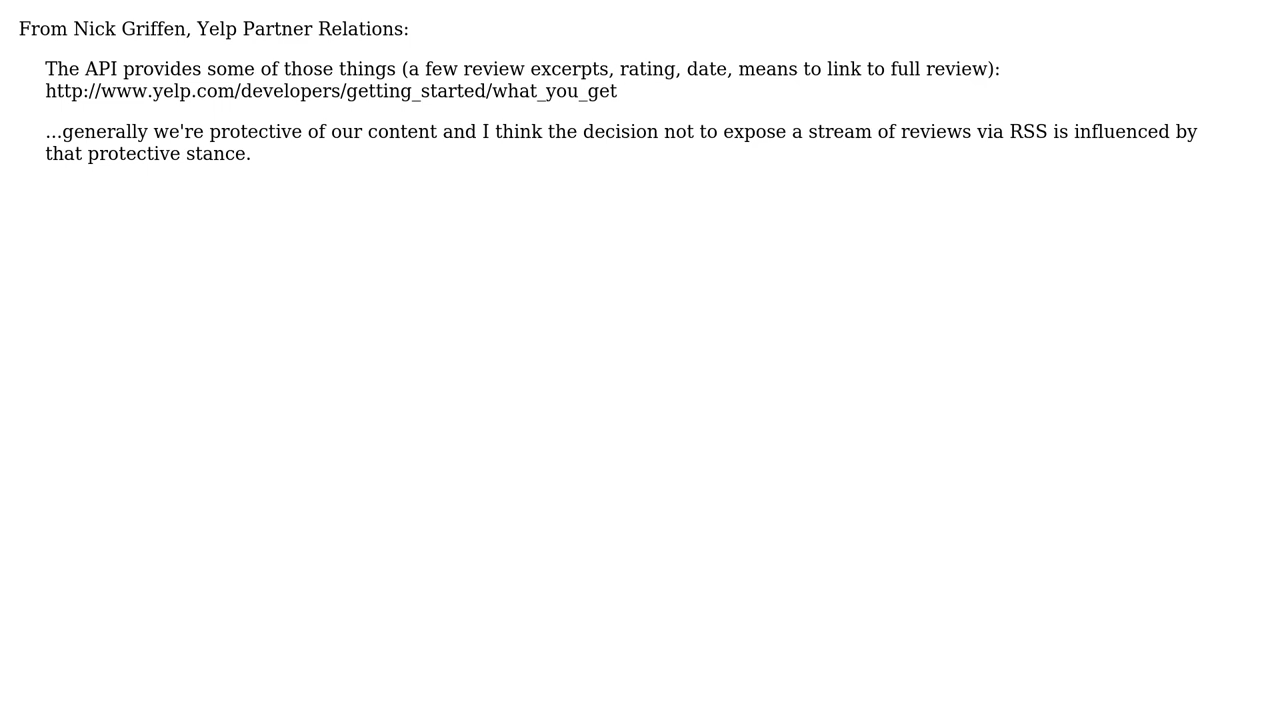 From Nick Griffen, Yelp Partner Relations:
The API provides some of those things (a few review excerpts, rating, date, means to link to full review):
http://www.yelp.com/developers/getting_started/what_you_get
...generally we're protective of our content and I think the decision not to expose a stream of reviews via RSS is influenced by
that protective stance.